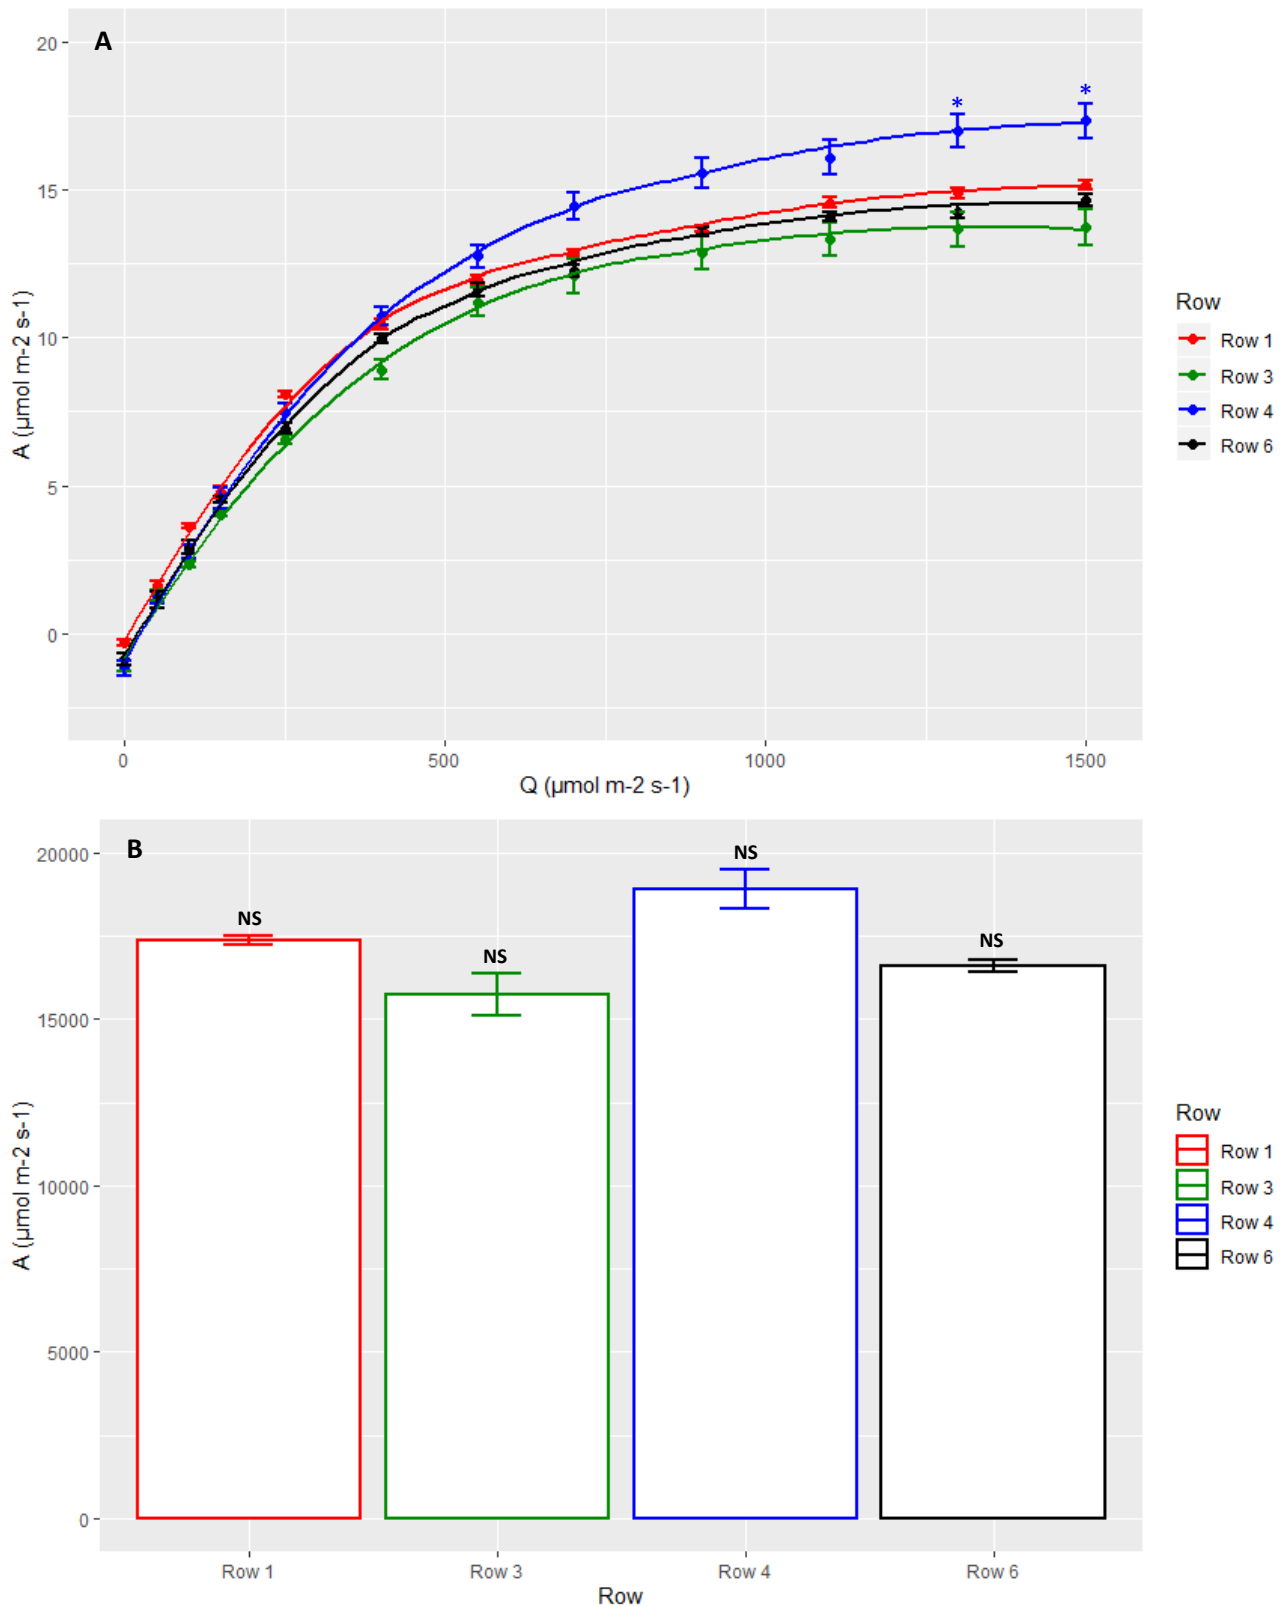 A
20
15
10
5
0
A (µmol m-2 s-1)
*
*
0
500
1000
1500
Q (µmol m-2 s-1)
Row
Row 1
Row 3
Row 4
Row 6
B
20000
15000
10000
5000
0
A (µmol m-2 s-1)
NS
NS
NS
NS
Row 1
Row 3
Row 4
Row 6
Row
Row
Row 1
Row 3
Row 4
Row 6